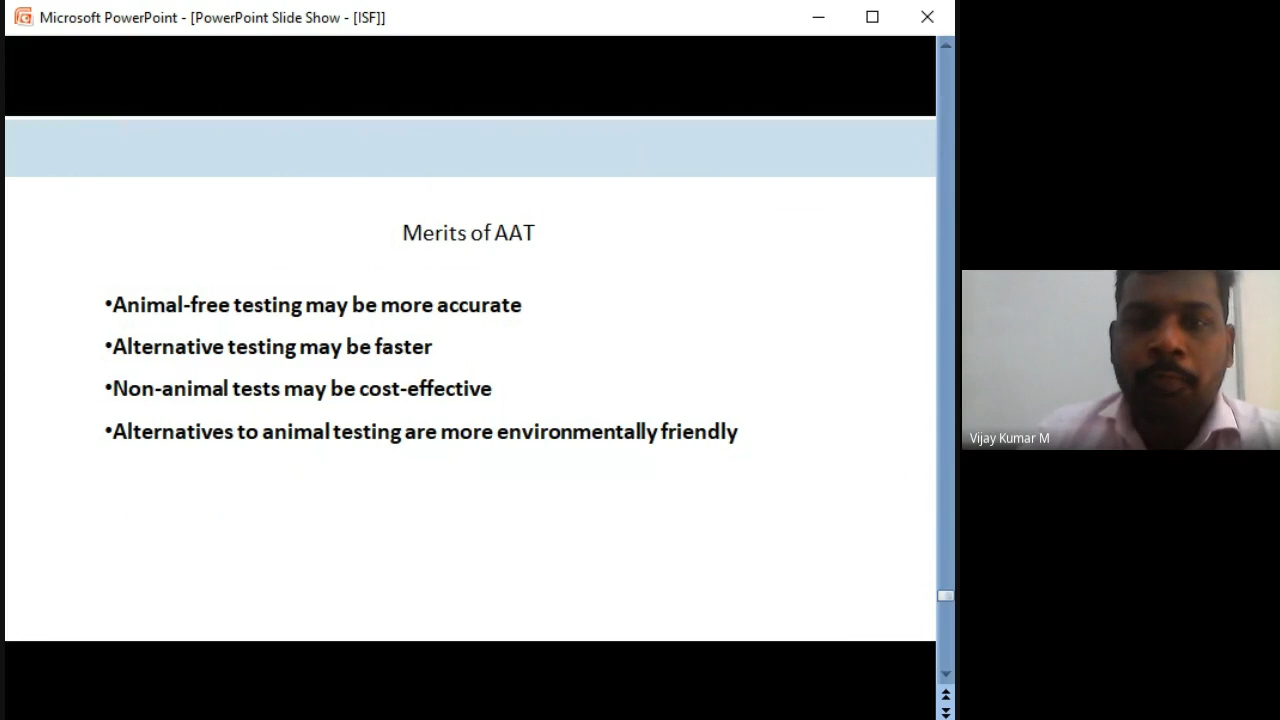 Microsoft PowerPoint - [PowerPoint Slide Show - [ISF]]
Merits of AAT
•Animal-free testing may be more accurate
•Alternative testing may be faster
•Non-animal tests may be cost-effective
•Alternatives to animal testing are more environmentally friendly
Vijay Kumar M